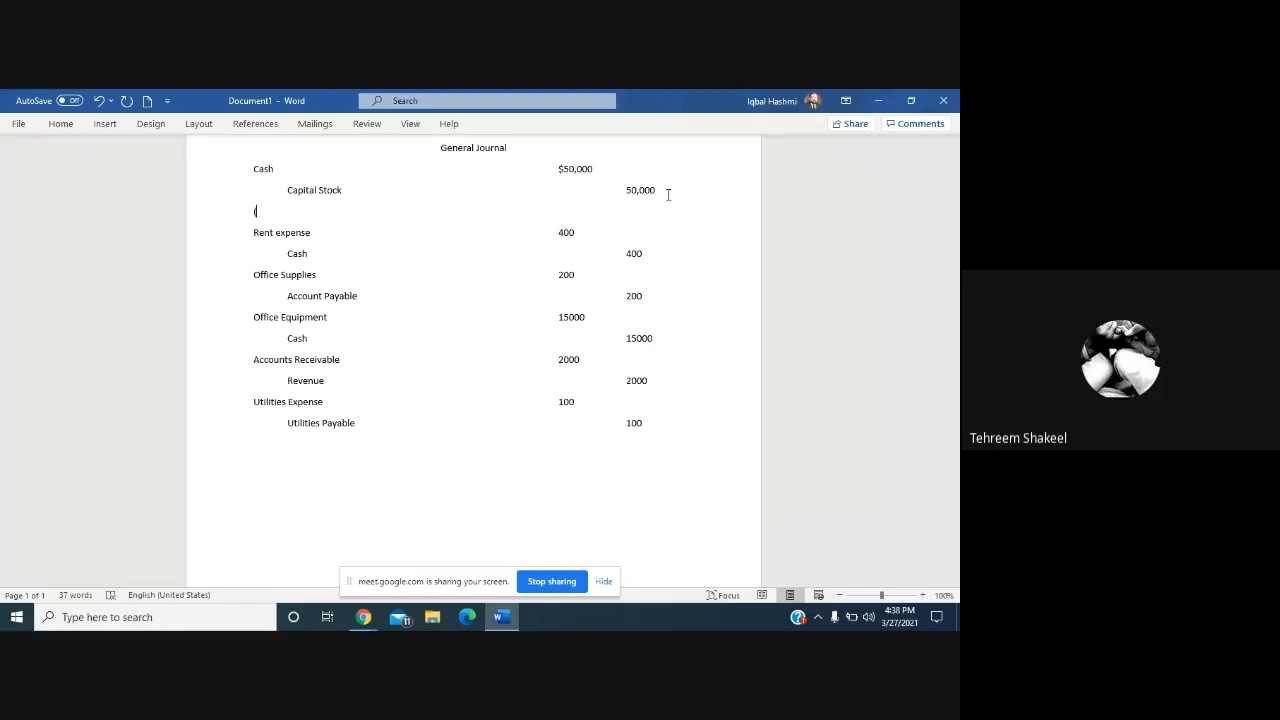 AutoSave Off Document1 - Word Search Iqbal Hashmi
File Home Insert Design Layout References Mailings Review View Help Share Comments
General Journal
Cash $50,000
Capital Stock 50,000
(
Rent expense 400
Cash 400
Office Supplies 200
Account Payable 200
Office Equipment 15000
Cash 15000
Accounts Receivable 2000
Revenue 2000
Utilities Expense 100
Utilities Payable 100
Tehreem Shakeel
meet.google.com is sharing your screen. Stop sharing Hide
Page 1 of 1 37 words English (United States) Focus 100%
Type here to search 11 4:38 PM
3/27/2021